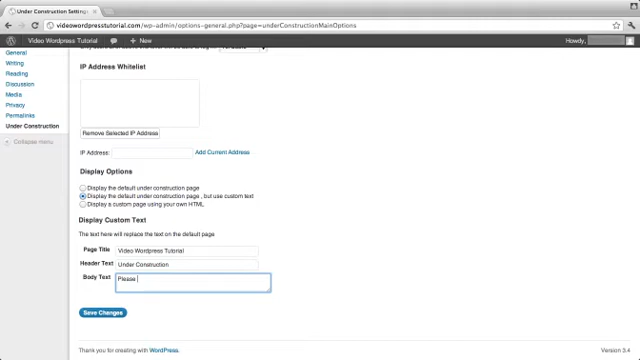 Under Construction Settings
videowordpresstutorial.com/wp-admin/options-general.php?page=underConstructionMainOptions
Video Wordpress Tutorial + New Howdy,
General
Writing
Reading
Discussion
Media
Privacy
Permalinks
Under Construction
Collapse menu
IP Address Whitelist
Remove Selected IP Address
IP Address: Add Current Address
Display Options
Display the default under construction page
Display the default under construction page , but use custom text
Display a custom page using your own HTML
Display Custom Text
The text here will replace the text on the default page
Page Title Video Wordpress Tutorial
Header Text Under Construction
Body Text Please
Save Changes
Thank you for creating with WordPress. Version 3.4